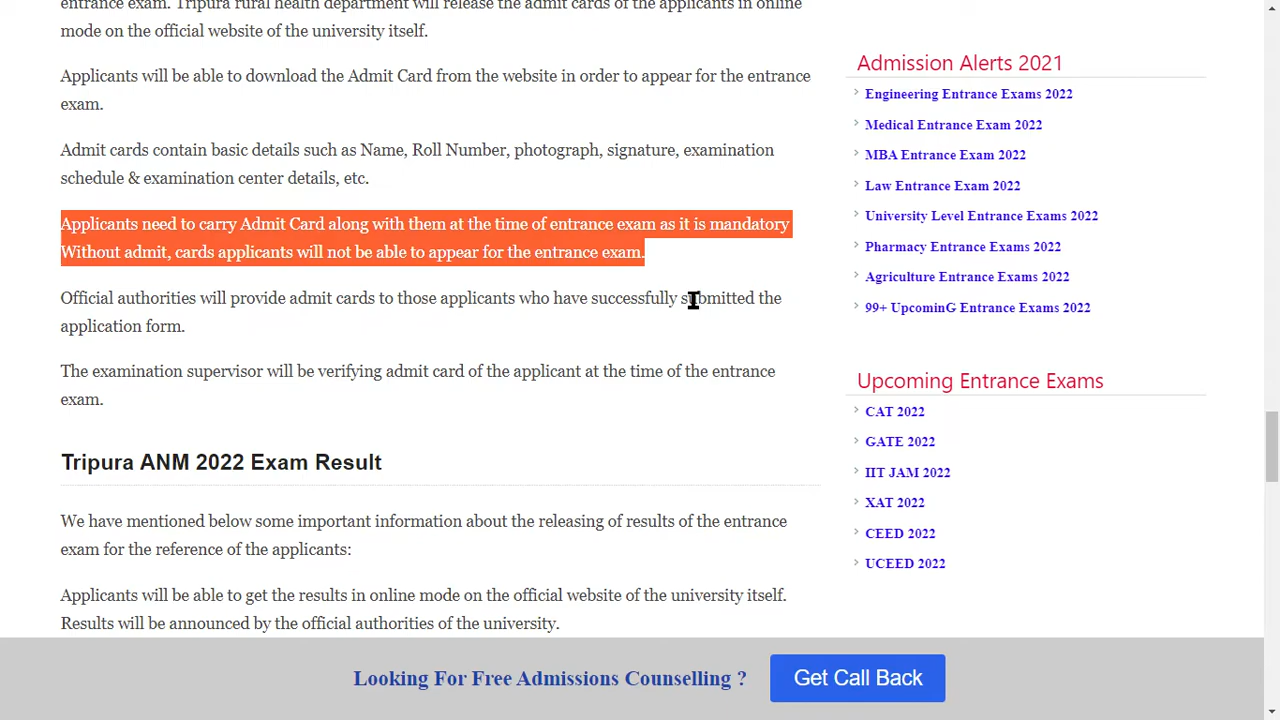 entrance exam. Tripura rural health department will release the admit cards of the applicants in online
mode on the official website of the university itself.
Applicants will be able to download the Admit Card from the website in order to appear for the entrance
exam.
Admit cards contain basic details such as Name, Roll Number, photograph, signature, examination
schedule & examination center details, etc.
Applicants need to carry Admit Card along with them at the time of entrance exam as it is mandatory
Without admit, cards applicants will not be able to appear for the entrance exam.
Official authorities will provide admit cards to those applicants who have successfully submitted the
application form.
The examination supervisor will be verifying admit card of the applicant at the time of the entrance
exam.
Tripura ANM 2022 Exam Result
We have mentioned below some important information about the releasing of results of the entrance
exam for the reference of the applicants:
Applicants will be able to get the results in online mode on the official website of the university itself.
Results will be announced by the official authorities of the university.
Admission Alerts 2021
Engineering Entrance Exams 2022
Medical Entrance Exam 2022
MBA Entrance Exam 2022
Law Entrance Exam 2022
University Level Entrance Exams 2022
Pharmacy Entrance Exams 2022
Agriculture Entrance Exams 2022
99+ UpcominG Entrance Exams 2022
Upcoming Entrance Exams
CAT 2022
GATE 2022
IIT JAM 2022
XAT 2022
CEED 2022
UCEED 2022
Looking For Free Admissions Counselling ?
Get Call Back